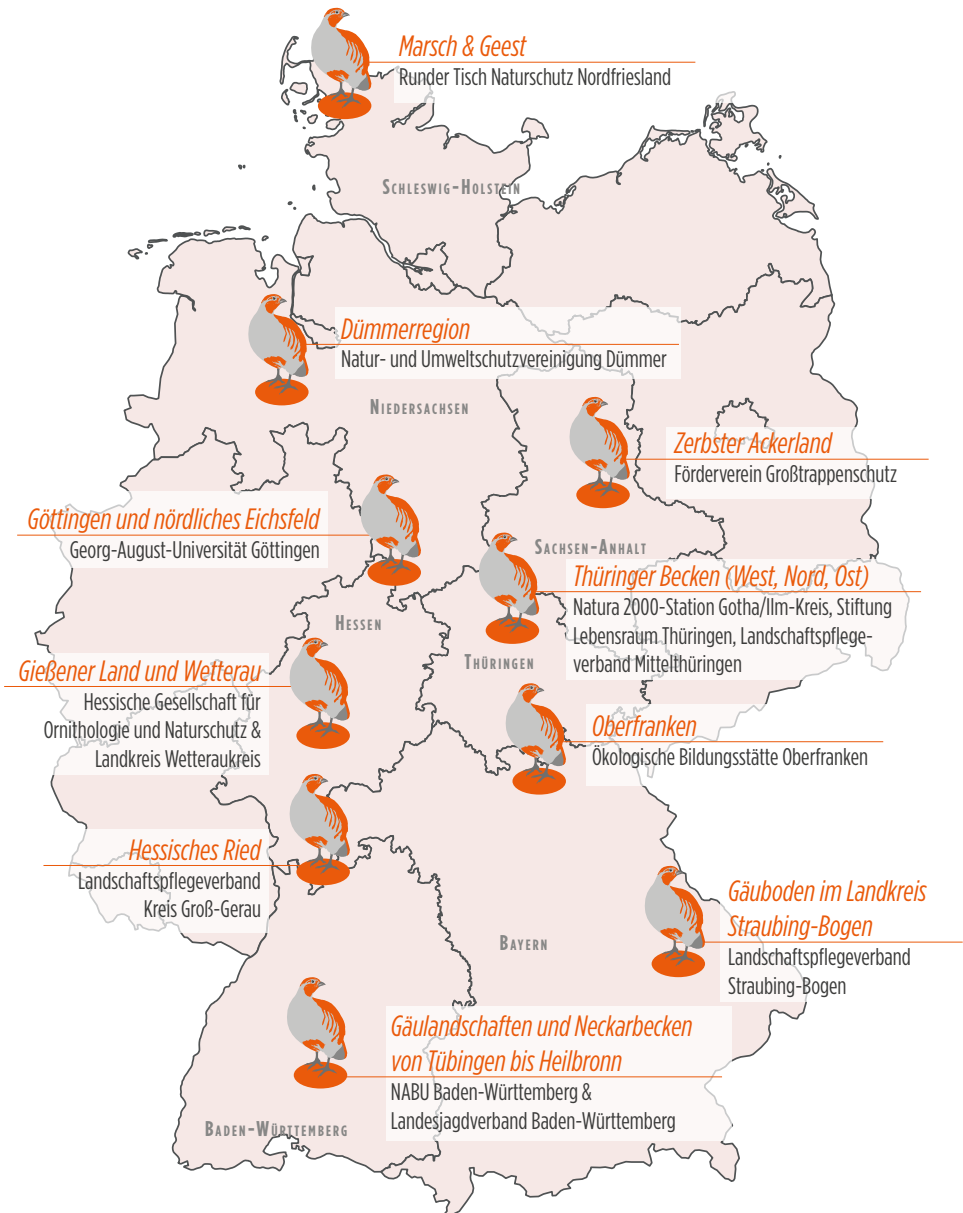 Marsch & Geest
Runder Tisch Naturschutz Nordfriesland
Schleswig-Holstein
Dümmerregion
Natur- und Umweltschutzvereinigung Dümmer
Niedersachsen
Zerbster Ackerland
Förderverein Großtrappenschutz
Göttingen und nördliches Eichsfeld
Georg-August-Universität Göttingen
Sachsen-Anhalt
Thüringer Becken (West, Nord, Ost)
Natura 2000-Station Gotha/Ilm-Kreis, Stiftung
Lebensraum Thüringen, Landschaftspflege-
verband Mittelthüringen
Hessen
Thüringen
Gießener Land und Wetterau
Hessische Gesellschaft für
Ornithologie und Naturschutz &
Landkreis Wetteraukreis
Oberfranken
Ökologische Bildungsstätte Oberfranken
Hessisches Ried
Landschaftspflegeverband
Kreis Groß-Gerau
Gäuboden im Landkreis
Straubing-Bogen
Landschaftspflegeverband
Straubing-Bogen
Bayern
Gäulandschaften und Neckarbecken
von Tübingen bis Heilbronn
NABU Baden-Württemberg &
Landesjagdverband Baden-Württemberg
Baden-Württemberg